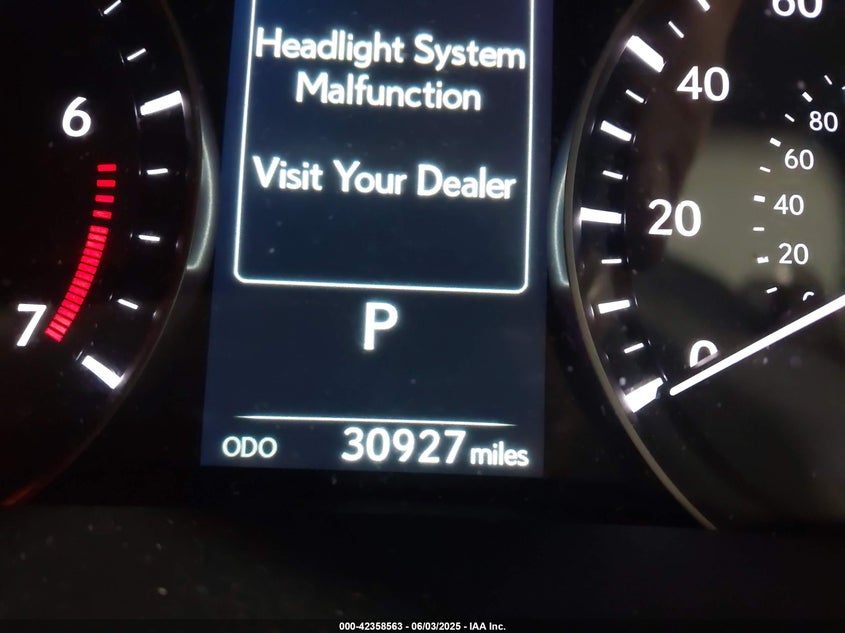 Headlight System
Malfunction
Visit Your Dealer
P
ODO 30927 miles
6
7
60
40
20
0
80
60
40
20
000-42358563 - 06/03/2025 - IAA Inc.